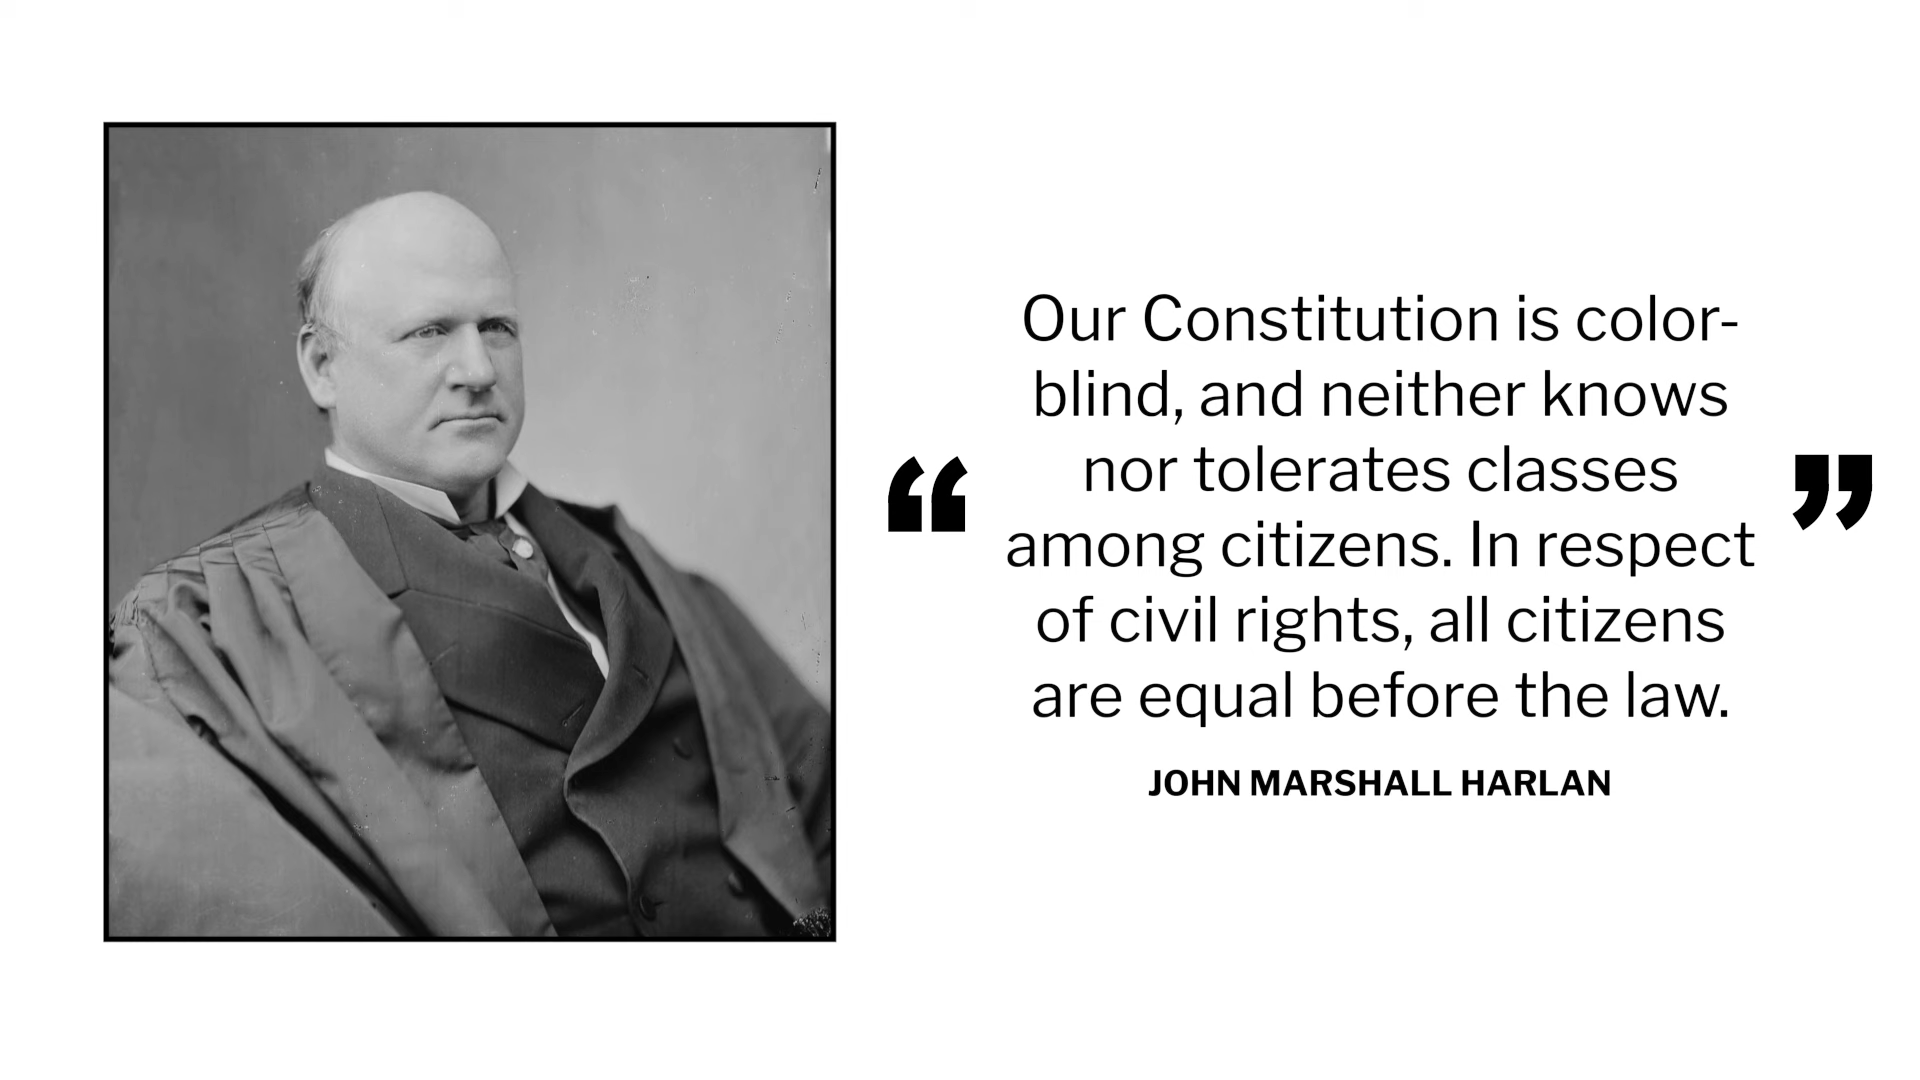 “
Our Constitution is color-
blind, and neither knows
nor tolerates classes
among citizens. In respect
of civil rights, all citizens
are equal before the law.
”
JOHN MARSHALL HARLAN